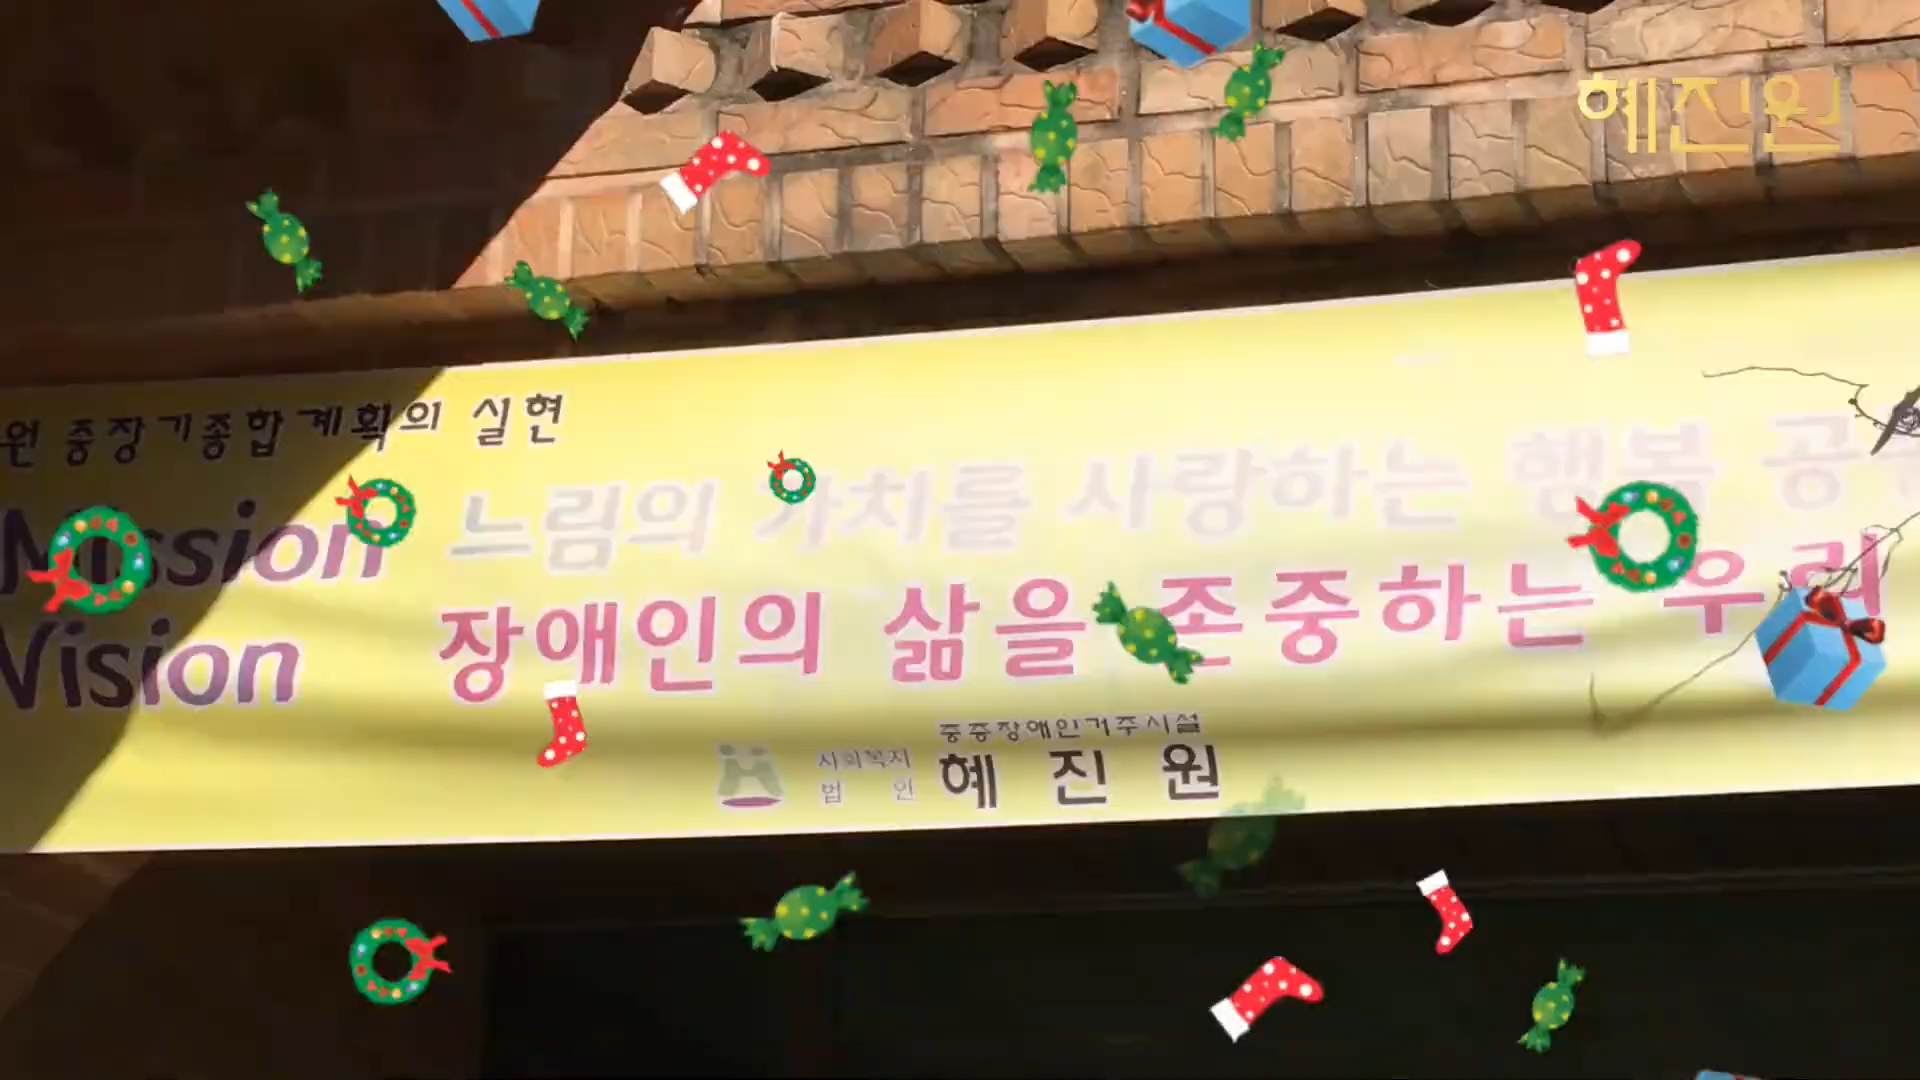 혜진원
원 중장기종합계획의 실현
Mission 느림의 가치를 사랑하는 행복 공
Vision 장애인의 삶을 존중하는 우리
중증장애인거주시설
사회복지
법 인
혜 진 원